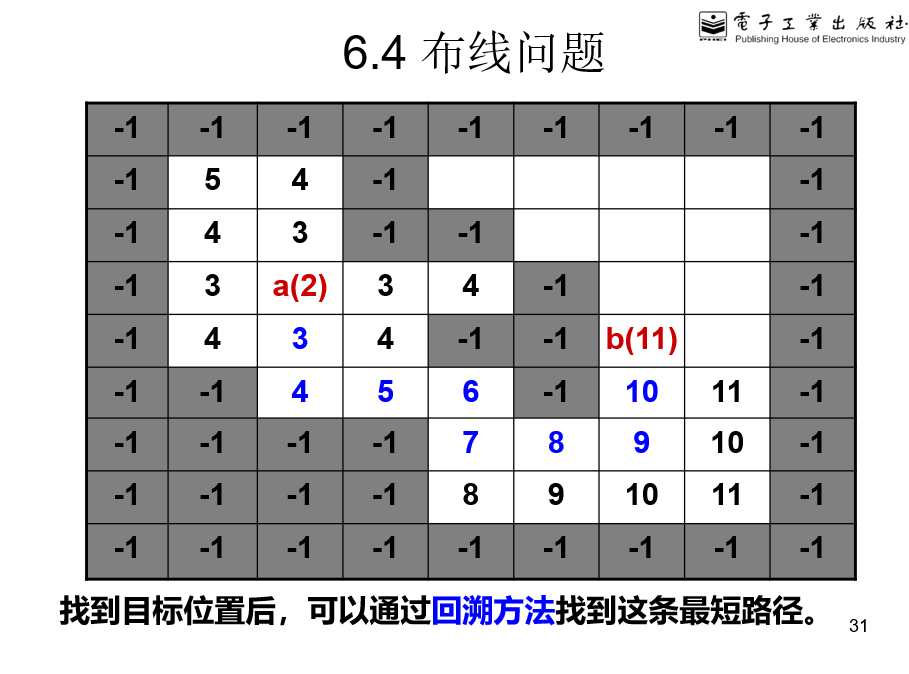 電子工業出版社·
Publishing House of Electronics Industry
PHEI
6.4 布线问题
-1 -1 -1 -1 -1 -1 -1 -1 -1
-1 5 4 -1 -1
-1 4 3 -1 -1 -1
-1 3 a(2) 3 4 -1 -1
-1 4 3 4 -1 -1 b(11) -1
-1 -1 4 5 6 -1 10 11 -1
-1 -1 -1 -1 7 8 9 10 -1
-1 -1 -1 -1 8 9 10 11 -1
-1 -1 -1 -1 -1 -1 -1 -1 -1
找到目标位置后，可以通过回溯方法找到这条最短路径。
31